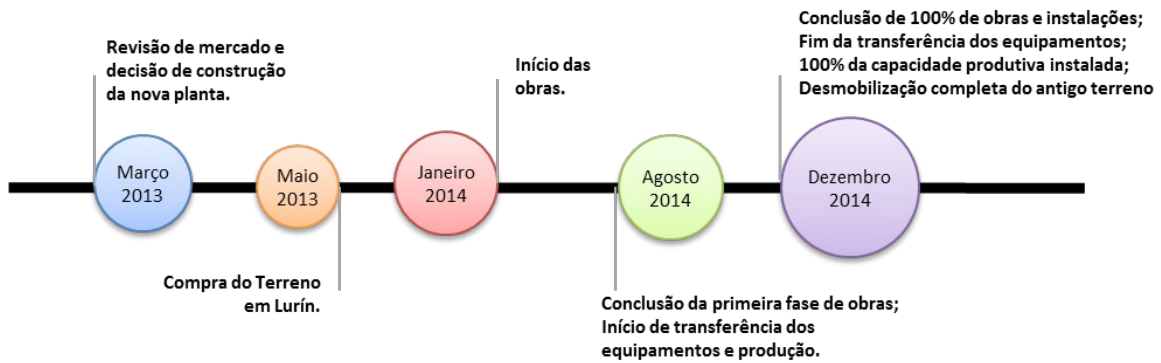 Revisão de mercado e
decisão de construção
da nova planta.
Início das
obras.
Conclusão de 100% de obras e instalações;
Fim da transferência dos equipamentos;
100% da capacidade produtiva instalada;
Desmobilização completa do antigo terreno
Março
2013
Maio
2013
Janeiro
2014
Agosto
2014
Dezembro
2014
Compra do Terreno
em Lurín.
Conclusão da primeira fase de obras;
Início de transferência dos
equipamentos e produção.